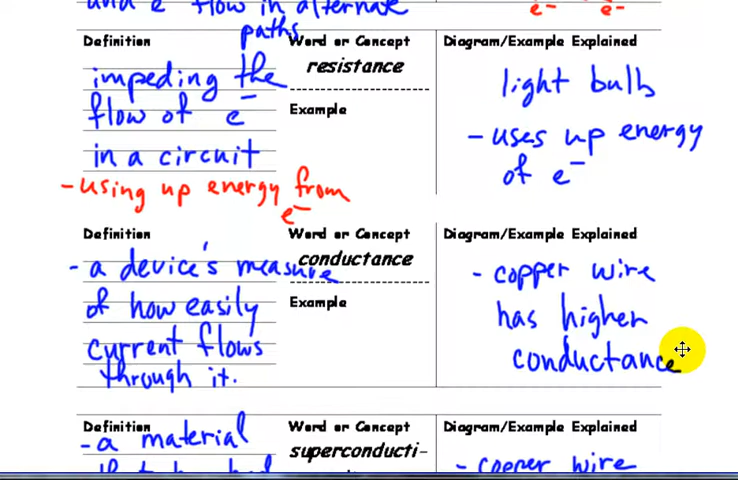 and e⁻ flow in alternate
paths.
e⁻ e⁻
Definition
impeding the
flow of e⁻
in a circuit
-using up energy from
e⁻
Word or Concept
resistance
Example
Diagram/Example Explained
light bulb
- uses up energy
of e⁻
Definition
- a device's measure
of how easily
current flows
through it.
Word or Concept
conductance
Example
Diagram/Example Explained
- copper wire
has higher
conductance
Definition
-a material
Word or Concept
superconducti-
Diagram/Example Explained
- copper wire